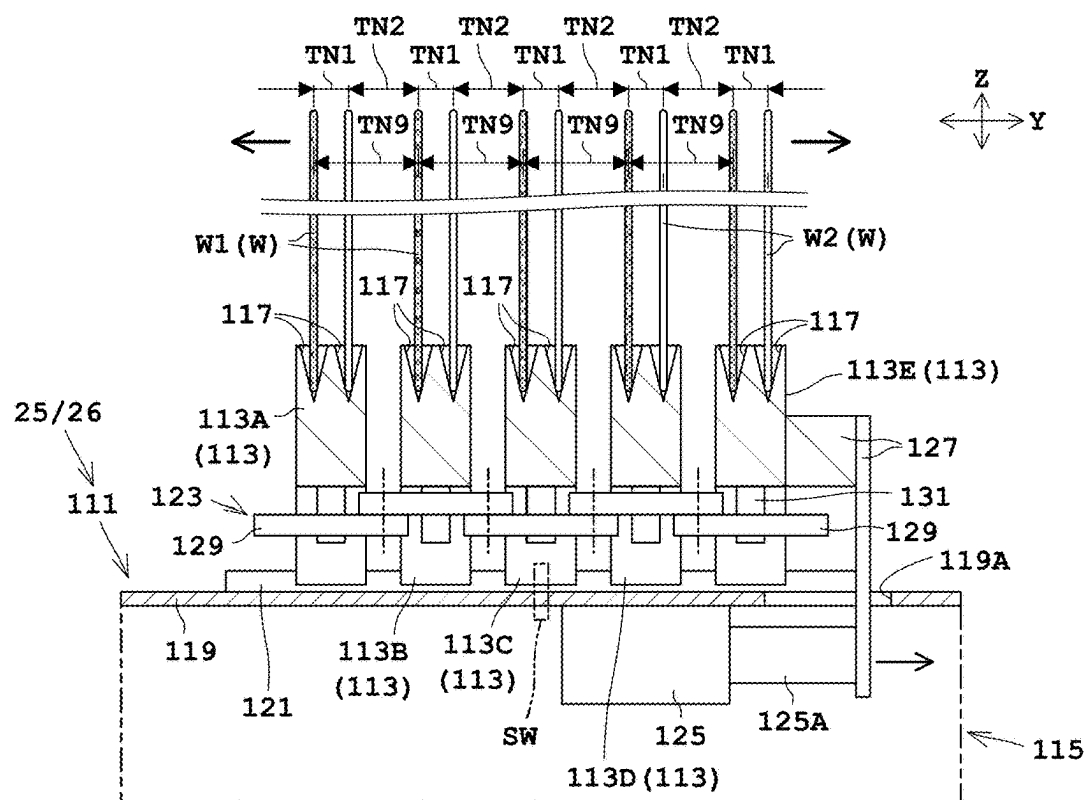 TN2 TN2 TN2 TN2
TN1 TN1 TN1 TN1 TN1
Z
Y
TN9 TN9 TN9 TN9
W1(W)
W2(W)
117 117 117 117
113E(113)
25/26
113A
(113)
127
111
123
131
129
129
119A
119
113B
(113)
113C
(113)
121
SW
125
125A
115
113D(113)